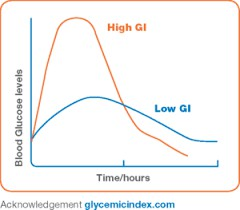 High GI
Low GI
Blood Glucose levels
Time/hours
Acknowledgement glycemicindex.com